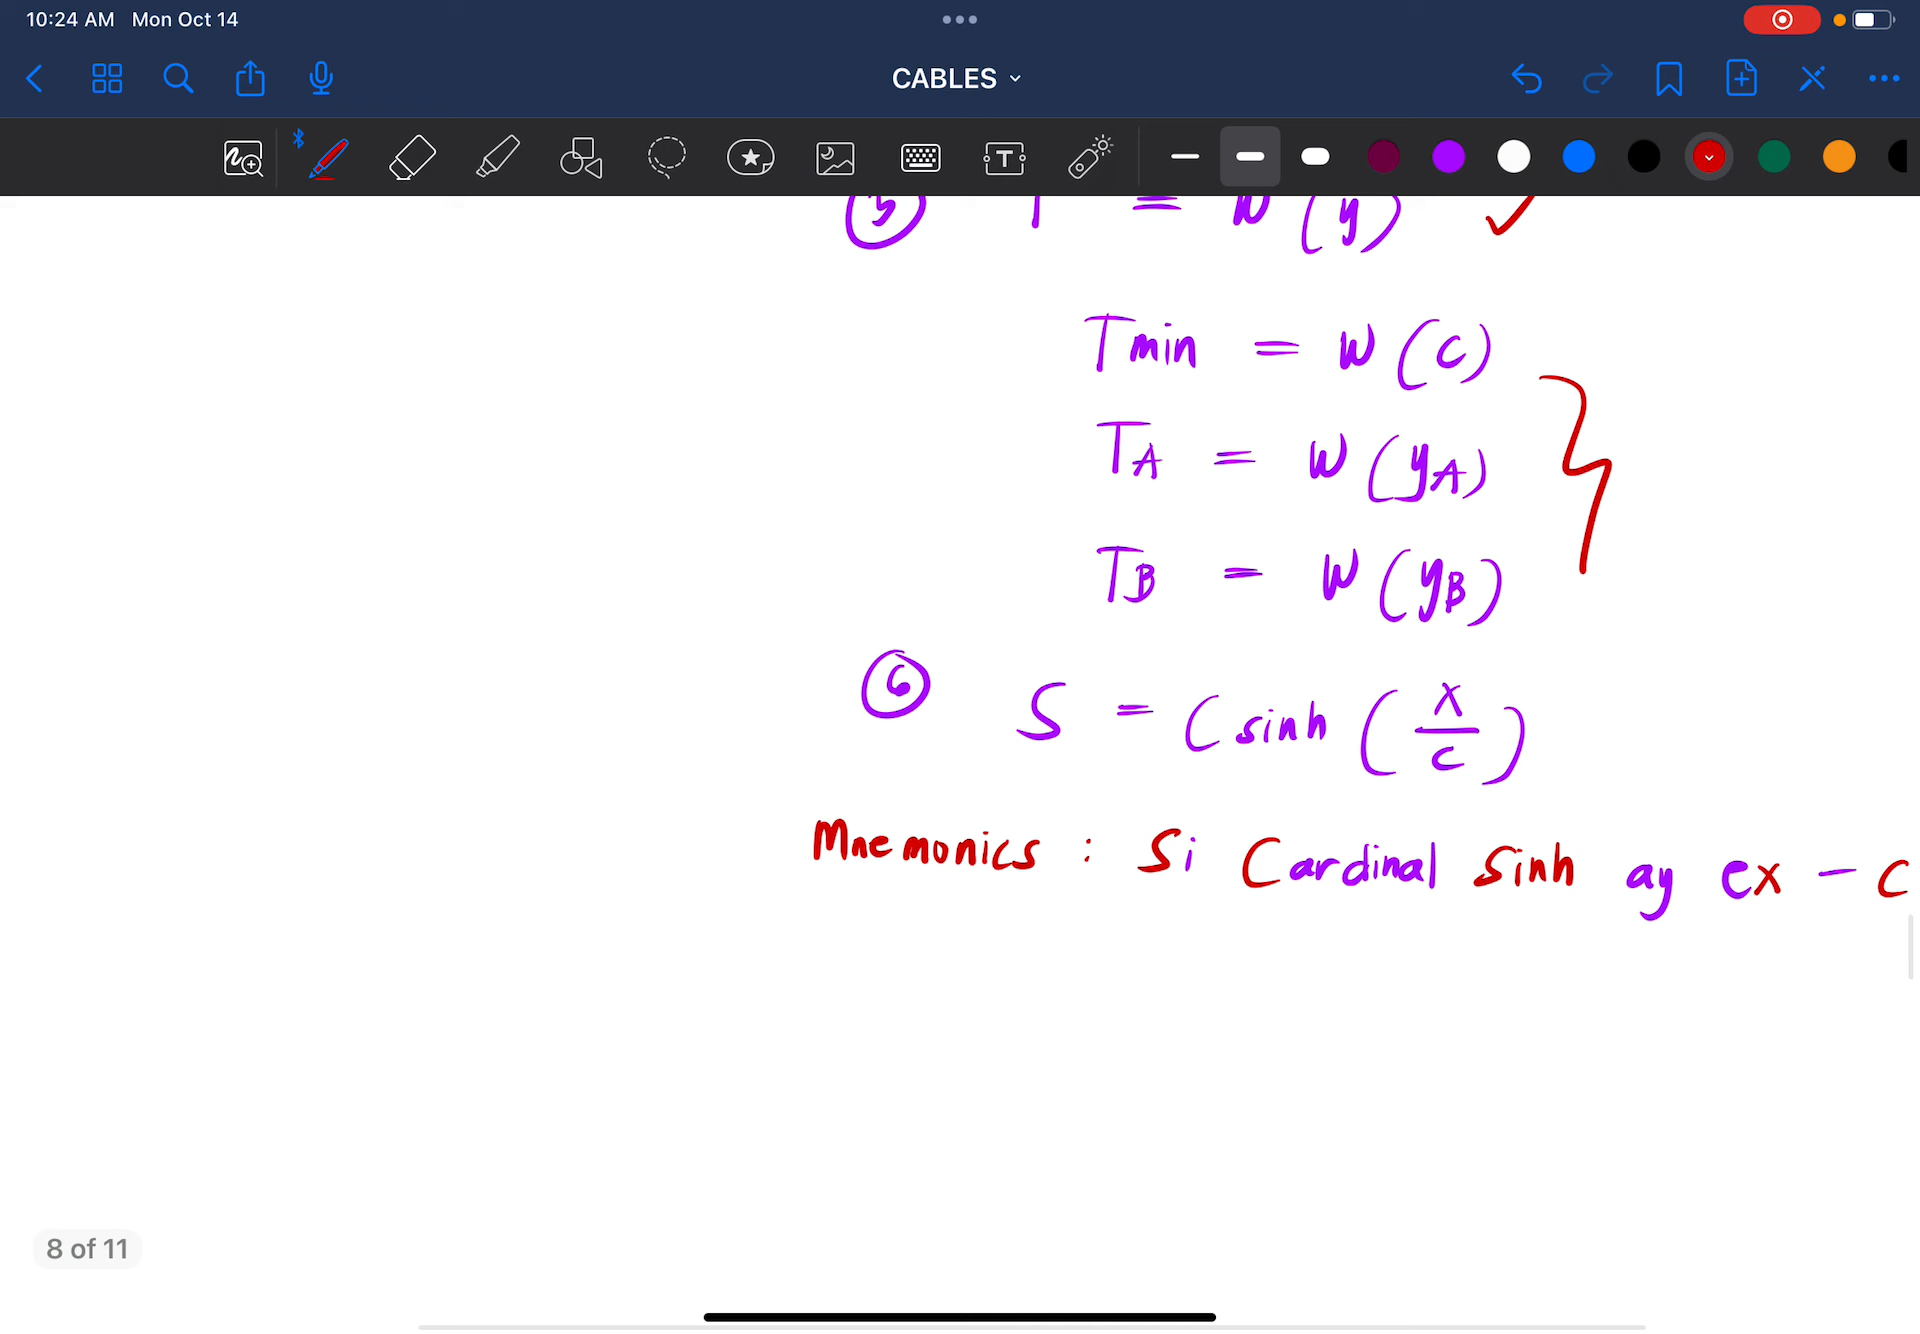 10:24 AM Mon Oct 14
CABLES
⑤ T = W (y) ✓
Tmin = W (C)
TA = W (yA)
TB = W (yB)
⑥ S = C sinh (x/c)
Mnemonics : Si Cardinal Sinh ay ex - c
8 of 11